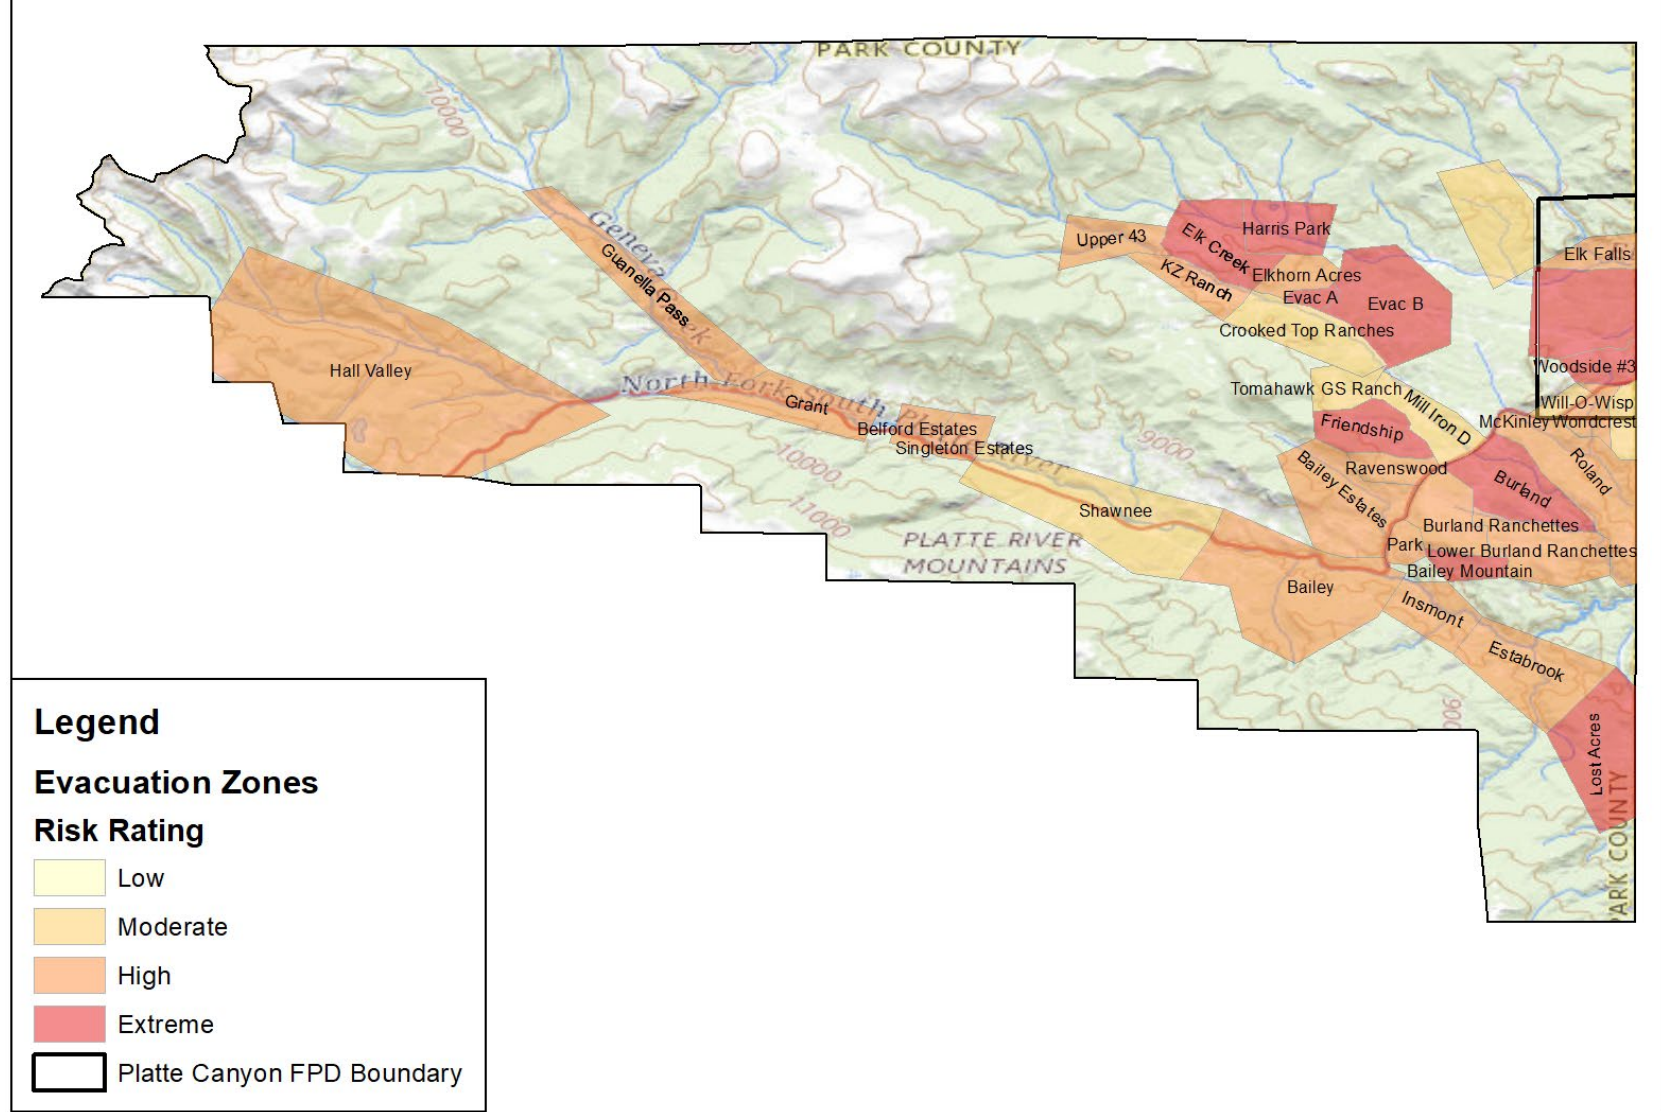 PARK COUNTY
10000
Geneva Creek
Guanella Pass
Hall Valley
North Fork South Platte River
Grant
Belford Estates
Singleton Estates
10000
11000
9000
Shawnee
PLATTE RIVER
MOUNTAINS
Upper 43
Elk Creek
Harris Park
KZ Ranch
Elkhorn Acres
Evac A
Evac B
Crooked Top Ranches
Elk Falls
Woodside #3
Will-O-Wisp
McKinley
Wondcrest
Tomahawk
GS Ranch
Mill Iron D
Friendship
Ravenswood
Bailey Estates
Roland
Burland
Burland Ranchettes
Park
Lower Burland Ranchettes
Bailey Mountain
Bailey
Insmont
Estabrook
Lost Acres
PARK COUNTY
Legend
Evacuation Zones
Risk Rating
Low
Moderate
High
Extreme
Platte Canyon FPD Boundary